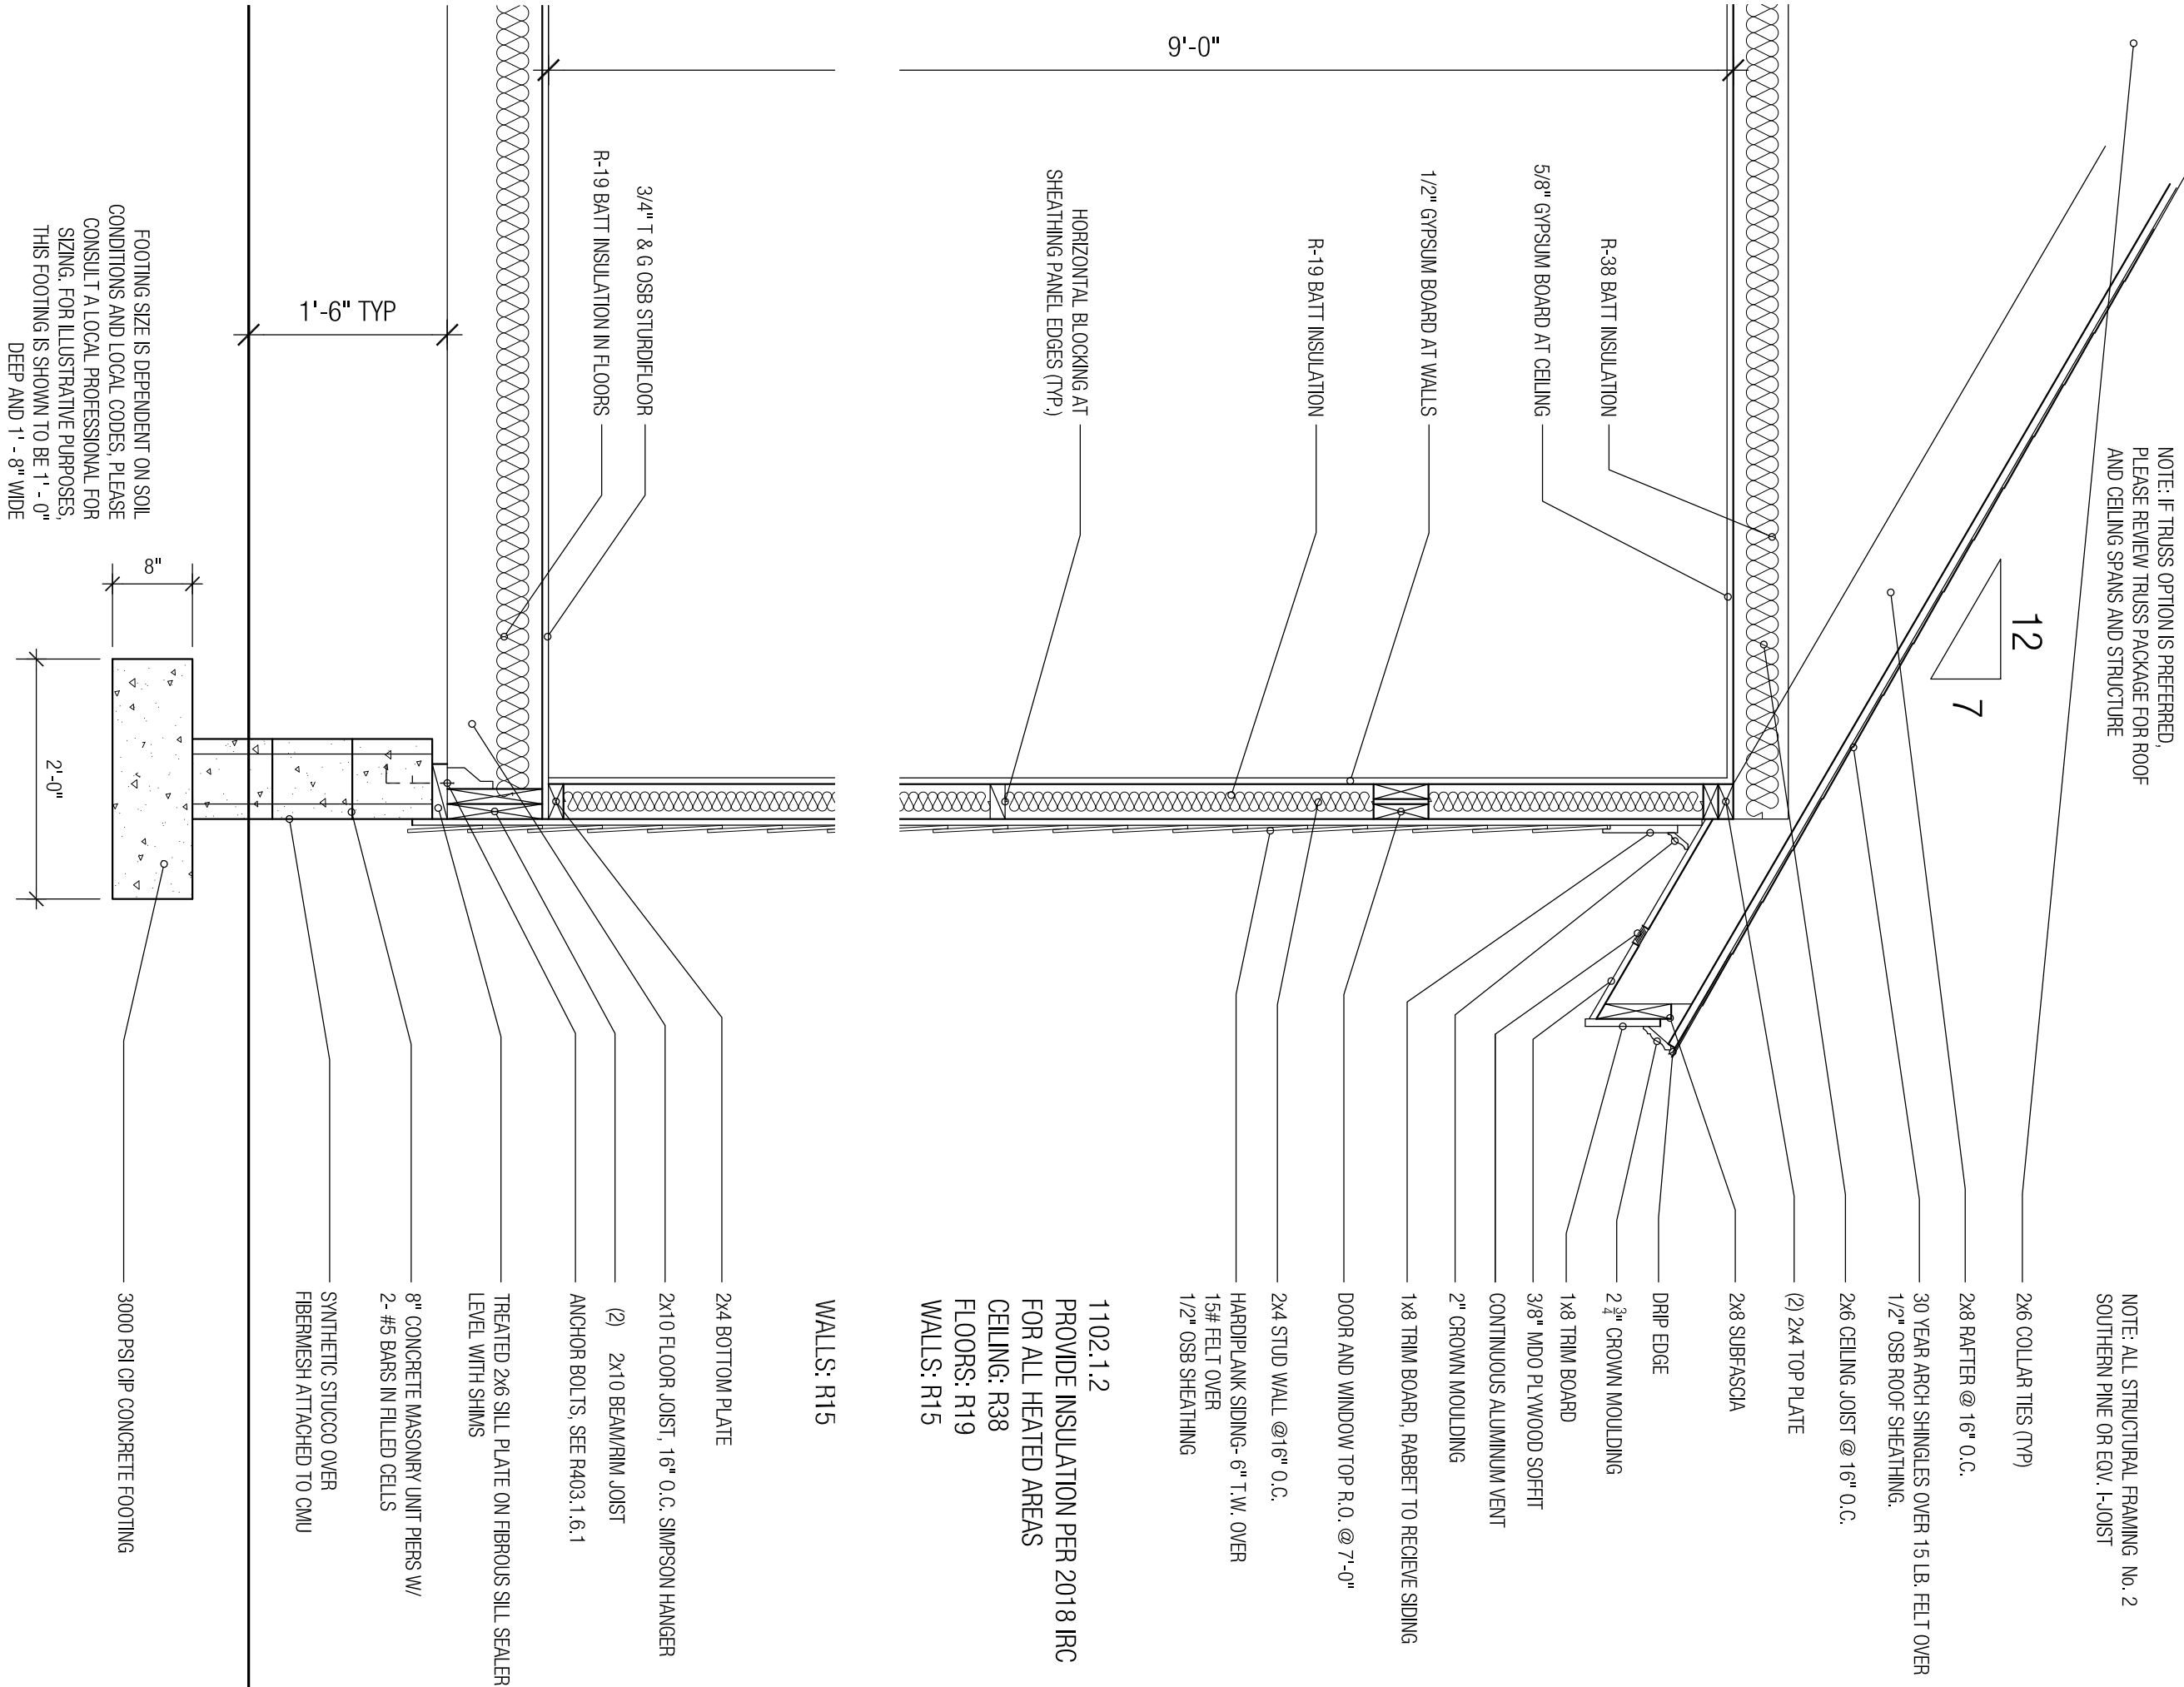 NOTE: IF TRUSS OPTION IS PREFERRED,
PLEASE REVIEW TRUSS PACKAGE FOR ROOF
AND CEILING SPANS AND STRUCTURE
NOTE: ALL STRUCTURAL FRAMING No. 2
SOUTHERN PINE OR EQV. I-JOIST
12
7
2x6 COLLAR TIES (TYP)
2x8 RAFTER @ 16" O.C.
30 YEAR ARCH SHINGLES OVER 15 LB. FELT OVER
1/2" OSB ROOF SHEATHING.
2x6 CEILING JOIST @ 16" O.C.
(2) 2x4 TOP PLATE
2x8 SUBFASCIA
DRIP EDGE
2 3/4" CROWN MOULDING
1x8 TRIM BOARD
3/8" MDO PLYWOOD SOFFIT
CONTINUOUS ALUMINUM VENT
2" CROWN MOULDING
1x8 TRIM BOARD, RABBET TO RECIEVE SIDING
DOOR AND WINDOW TOP R.O. @ 7'-0"
2x4 STUD WALL @16" O.C.
HARDIPLANK SIDING- 6" T.W. OVER
15# FELT OVER
1/2" OSB SHEATHING
R-38 BATT INSULATION
5/8" GYPSUM BOARD AT CEILING
1/2" GYPSUM BOARD AT WALLS
R-19 BATT INSULATION
HORIZONTAL BLOCKING AT
SHEATHING PANEL EDGES (TYP.)
9'-0"
1102.1.2
PROVIDE INSULATION PER 2018 IRC
FOR ALL HEATED AREAS
CEILING: R38
FLOORS: R19
WALLS: R15
WALLS: R15
3/4" T & G OSB STURDIFLOOR
R-19 BATT INSULATION IN FLOORS
2x4 BOTTOM PLATE
2x10 FLOOR JOIST, 16" O.C. SIMPSON HANGER
(2) 2x10 BEAM/RIM JOIST
ANCHOR BOLTS, SEE R403.1.6.1
TREATED 2x6 SILL PLATE ON FIBROUS SILL SEALER
LEVEL WITH SHIMS
8" CONCRETE MASONRY UNIT PIERS W/
2- #5 BARS IN FILLED CELLS
SYNTHETIC STUCCO OVER
FIBERMESH ATTACHED TO CMU
3000 PSI CIP CONCRETE FOOTING
1'-6" TYP
FOOTING SIZE IS DEPENDENT ON SOIL
CONDITIONS AND LOCAL CODES, PLEASE
CONSULT A LOCAL PROFESSIONAL FOR
SIZING. FOR ILLUSTRATIVE PURPOSES,
THIS FOOTING IS SHOWN TO BE 1' - 0"
DEEP AND 1' - 8" WIDE
8"
2'-0"